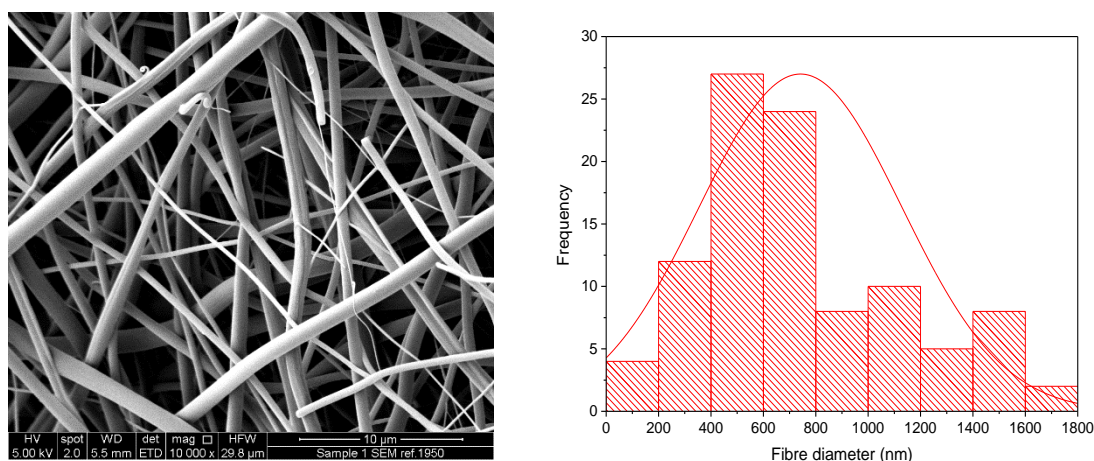 HV spot WD det mag □ HFW
10 µm
5.00 kV 2.0 5.5 mm ETD 10 000 x 29.8 µm Sample 1 SEM ref.1950
30
25
20
15
10
5
0
0 200 400 600 800 1000 1200 1400 1600 1800
Frequency
Fibre diameter (nm)